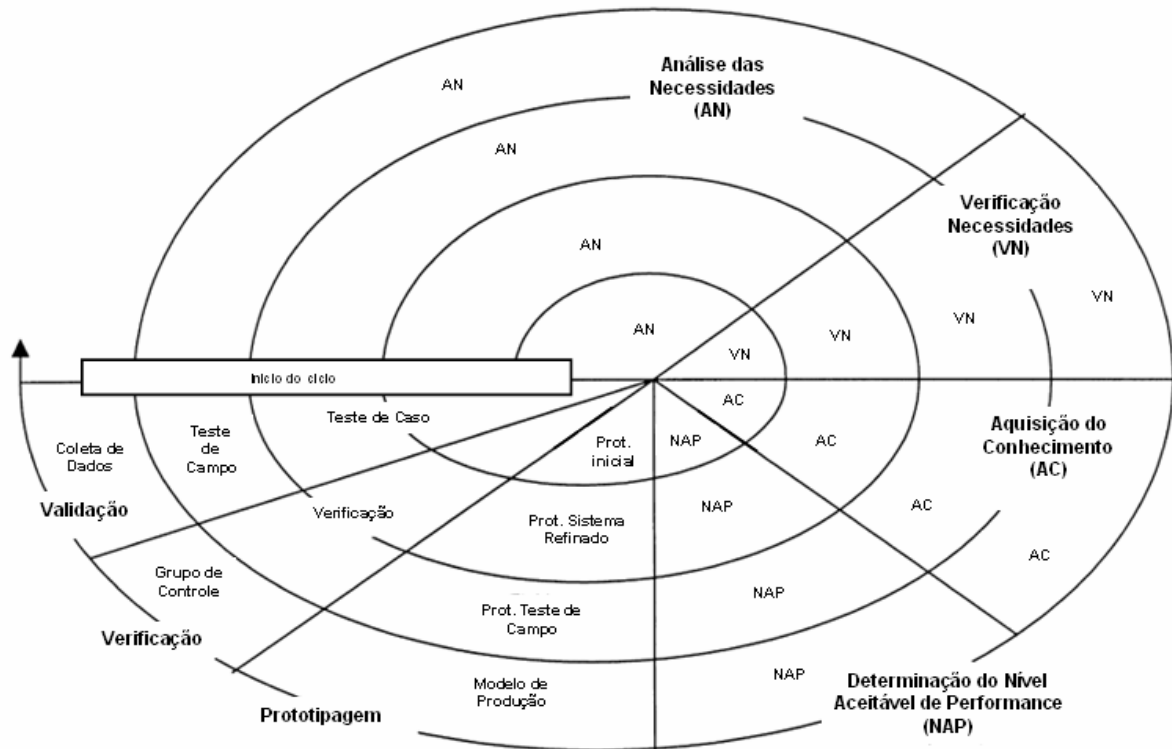 AN
Análise das
Necessidades
(AN)
AN
Verificação
Necessidades
(VN)
AN
VN
VN
AN
VN
VN
Inicio do ciclo
Teste de Caso
AC
Coleta de
Dados
Teste
de
Campo
Prot.
inicial
NAP
AC
Aquisição do
Conhecimento
(AC)
Validação
Verificação
Prot. Sistema
Refinado
NAP
AC
AC
Grupo de
Controle
Prot. Teste de
Campo
NAP
Verificação
Modelo de
Produção
NAP
Determinação do Nível
Aceitável de Performance
(NAP)
Prototipagem